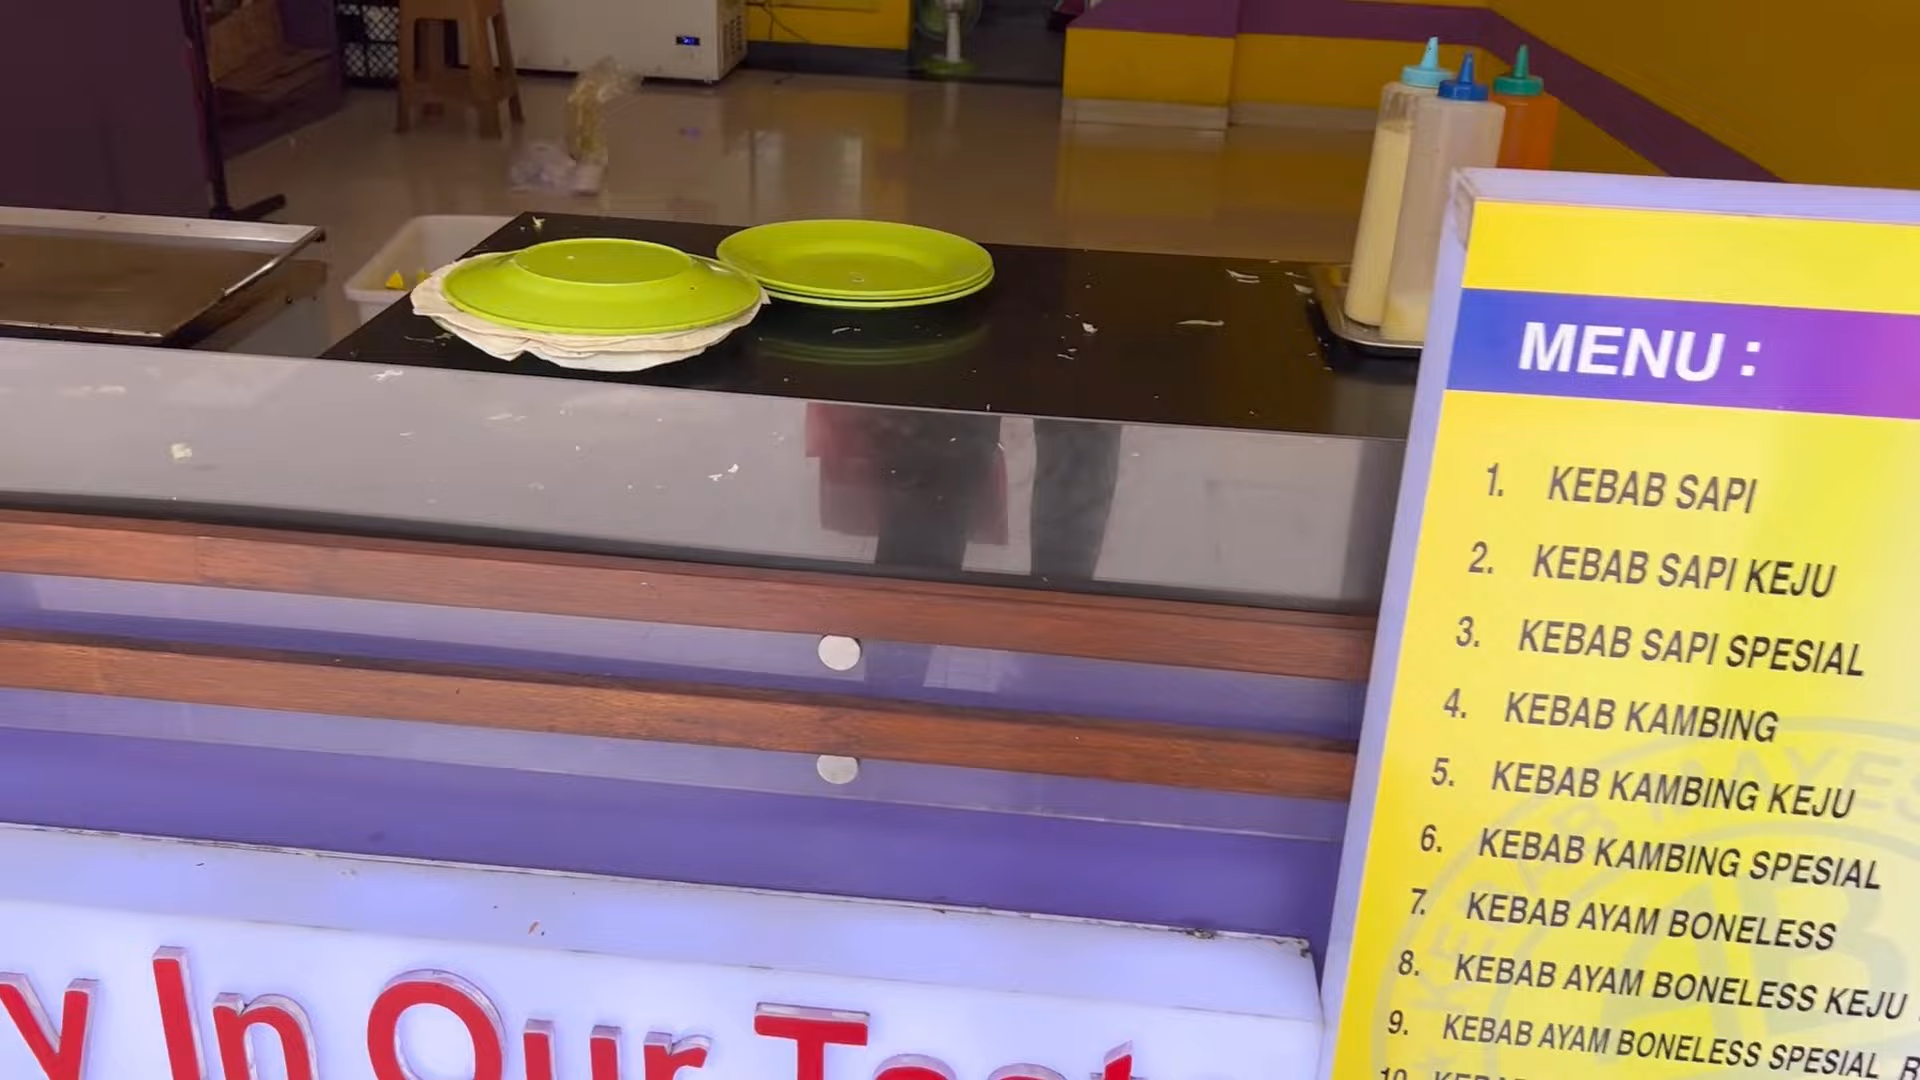 MENU :
1. KEBAB SAPI
2. KEBAB SAPI KEJU
3. KEBAB SAPI SPESIAL
4. KEBAB KAMBING
5. KEBAB KAMBING KEJU
6. KEBAB KAMBING SPESIAL
7. KEBAB AYAM BONELESS
8. KEBAB AYAM BONELESS KEJU
9. KEBAB AYAM BONELESS SPESIAL
10.
y In Our